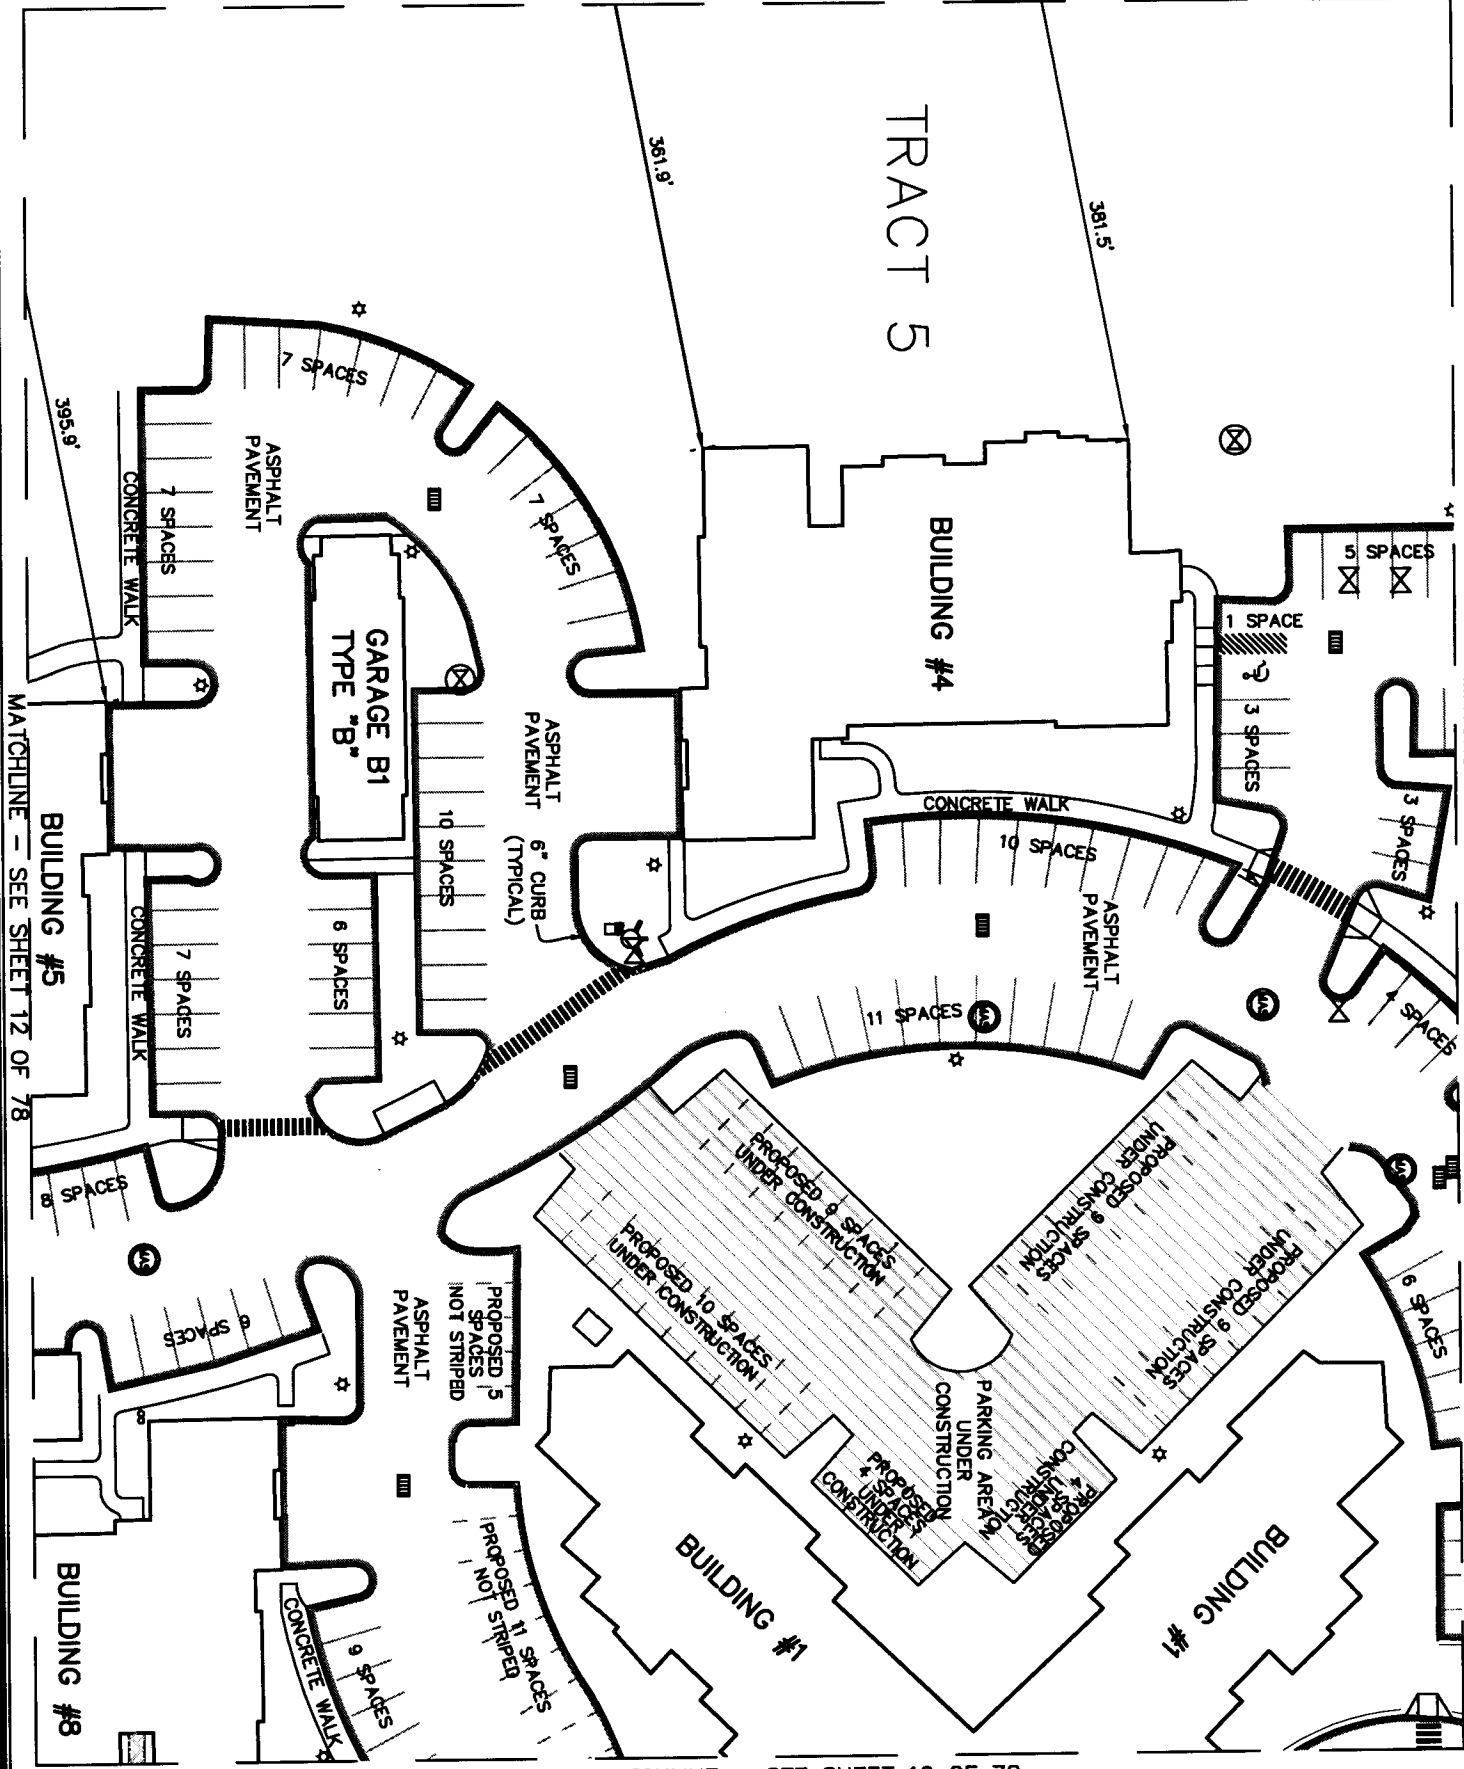 TRACT 5
361.9'
381.5'
395.9'
7 SPACES
7 SPACES
7 SPACES
ASPHALT
PAVEMENT
CONCRETE WALK
GARAGE B1
TYPE "B"
BUILDING #4
5 SPACES
1 SPACE
3 SPACES
3 SPACES
ASPHALT
PAVEMENT
6" CURB
(TYPICAL)
10 SPACES
CONCRETE WALK
10 SPACES
ASPHALT
PAVEMENT
11 SPACES
MAS
MAS
4 SPACES
BUILDING #5
CONCRETE WALK
7 SPACES
6 SPACES
MATCHLINE - SEE SHEET 12 OF 78
8 SPACES
MAS
6 SPACES
ASPHALT
PAVEMENT
PROPOSED 5
SPACES
NOT STRIPED
PROPOSED 9 SPACES
UNDER CONSTRUCTION
PROPOSED 10 SPACES
UNDER CONSTRUCTION
PROPOSED 9 SPACES
UNDER CONSTRUCTION
PROPOSED 9 SPACES
UNDER CONSTRUCTION
MAS
6 SPACES
PARKING AREA
UNDER
CONSTRUCTION
PROPOSED
4 SPACES
UNDER
CONSTRUCTION
PROPOSED
4 SPACES
UNDER
CONSTRUCTION
8
PROPOSED 11 SPACES
NOT STRIPED
BUILDING #1
BUILDING #1
BUILDING #8
CONCRETE WALK
9 SPACES